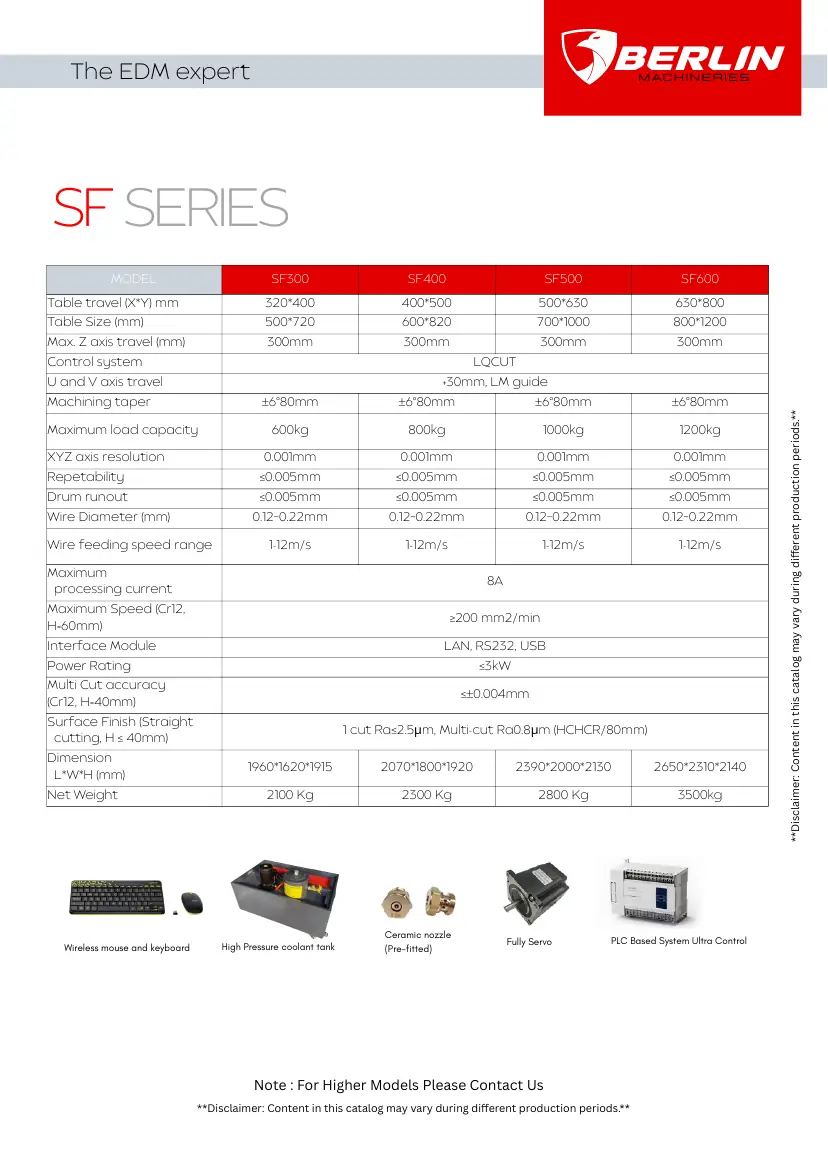 The EDM expert
BERLIN
MACHINERIES
SF SERIES
MODEL SF300 SF400 SF500 SF600
Table travel (X*Y) mm 320*400 400*500 500*630 630*800
Table Size (mm) 500*720 600*820 700*1000 800*1200
Max. Z axis travel (mm) 300mm 300mm 300mm 300mm
Control system LQCUT
U and V axis travel +30mm, LM guide
Machining taper ±6°80mm ±6°80mm ±6°80mm ±6°80mm
Maximum load capacity 600kg 800kg 1000kg 1200kg
XYZ axis resolution 0.001mm 0.001mm 0.001mm 0.001mm
Repetability ≤0.005mm ≤0.005mm ≤0.005mm ≤0.005mm
Drum runout ≤0.005mm ≤0.005mm ≤0.005mm ≤0.005mm
Wire Diameter (mm) 0.12~0.22mm 0.12~0.22mm 0.12~0.22mm 0.12~0.22mm
Wire feeding speed range 1-12m/s 1-12m/s 1-12m/s 1-12m/s
Maximum
processing current 8A
Maximum Speed (Cr12,
H=60mm) ≥200 mm2/min
Interface Module LAN, RS232, USB
Power Rating ≤3kW
Multi Cut accuracy
(Cr12, H=40mm) ≤±0.004mm
Surface Finish (Straight
cutting, H ≤ 40mm) 1 cut Ra≤2.5μm, Multi-cut Ra0.8μm (HCHCR/80mm)
Dimension
L*W*H (mm) 1960*1620*1915 2070*1800*1920 2390*2000*2130 2650*2310*2140
Net Weight 2100 Kg 2300 Kg 2800 Kg 3500kg
**Disclaimer: Content in this catalog may vary during different production periods.**
Wireless mouse and keyboard
High Pressure coolant tank
Ceramic nozzle
(Pre-fitted)
Fully Servo
PLC Based System Ultra Control
Note : For Higher Models Please Contact Us
**Disclaimer: Content in this catalog may vary during different production periods.**